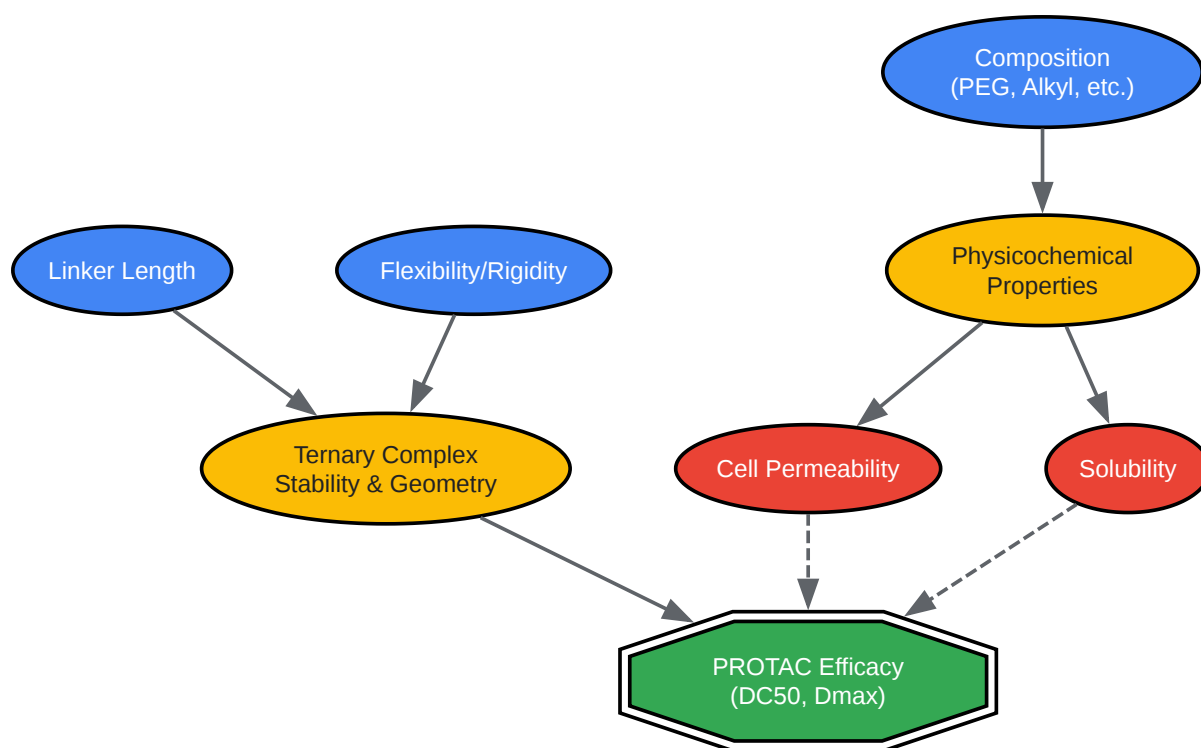 Composition
(PEG, Alkyl, etc.)
Linker Length
Flexibility/Rigidity
Physicochemical
Properties
Ternary Complex
Stability & Geometry
Cell Permeability
Solubility
PROTAC Efficacy
(DC50, Dmax)